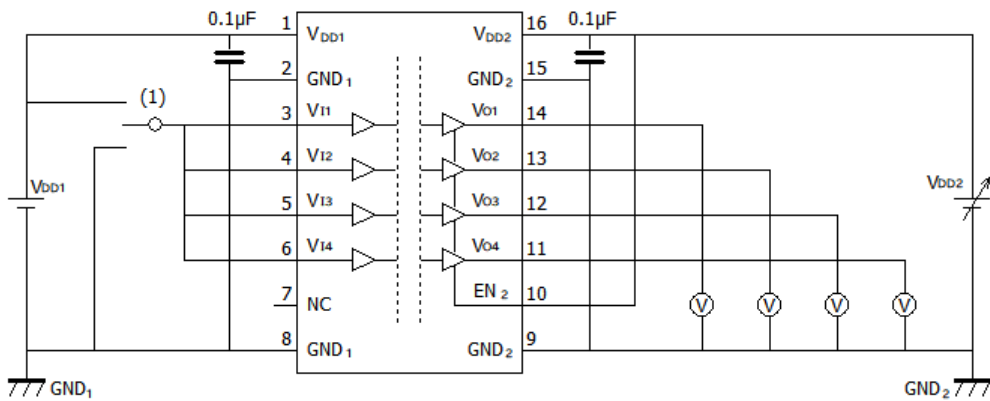 0.1μF
1
VDD1
VDD2
16
0.1μF
2
GND1
GND2
15
(1)
3
VI1
VO1
14
4
VI2
VO2
13
VDD1
VDD2
5
VI3
VO3
12
6
VI4
VO4
11
7
NC
EN2
10
V
V
V
V
8
GND1
GND2
9
GND1
GND2